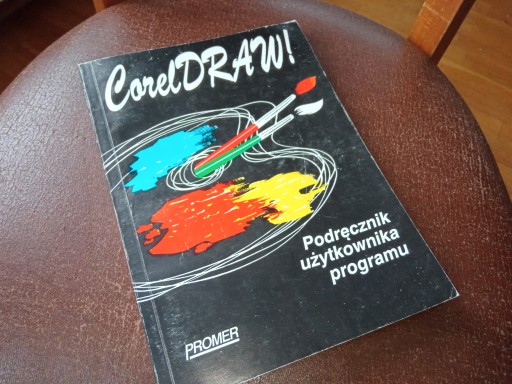 CorelDRAW!
Podręcznik
użytkownika
programu
PROMER